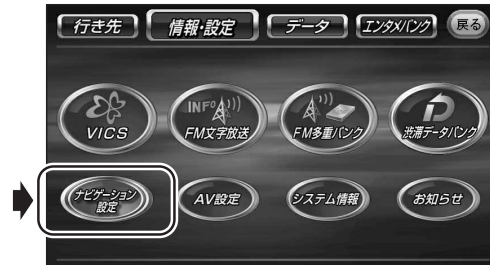 行き先 情報・設定 データ エンタメバンク 戻る
VICS INFO FM文字放送 FM多重バンク 渋滞データバンク
ナビゲーション
設定 AV設定 システム情報 お知らせ